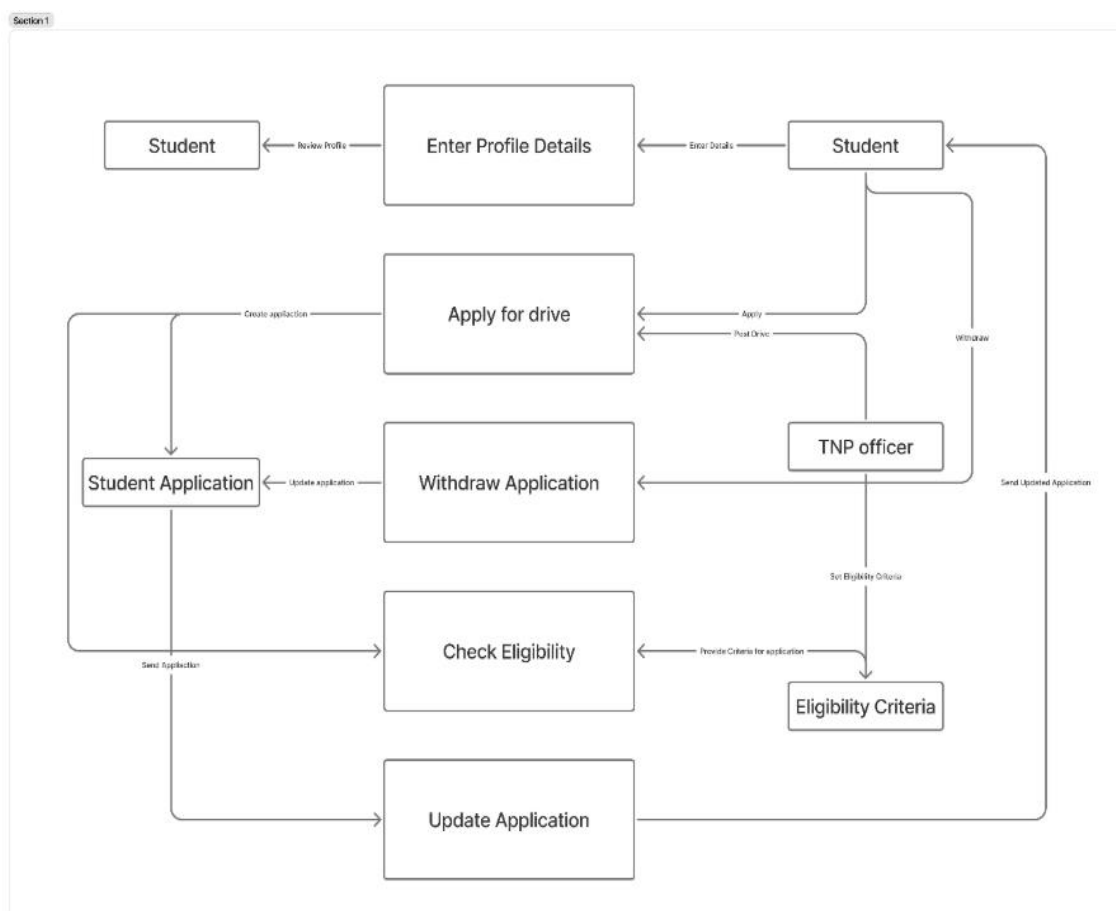 Section 1
Student
Review Profile
Enter Profile Details
Enter Details
Student
Create appliaction
Apply for drive
Apply
Post Drive
Withdraw
TNP officer
Student Application
Update application
Withdraw Application
Send Updated Application
Set Eligibility Criteria
Check Eligibility
Provide Criteria for application
Send Appliaction
Eligibility Criteria
Update Application